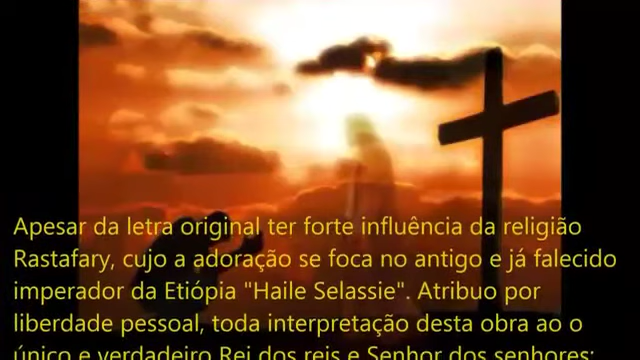 Apesar da letra original ter forte influência da religião
Rastafary, cujo a adoração se foca no antigo e já falecido
imperador da Etiópia "Haile Selassie". Atribuo por
liberdade pessoal, toda interpretação desta obra ao o
único e verdadeiro Rei dos reis e Senhor dos senhores: